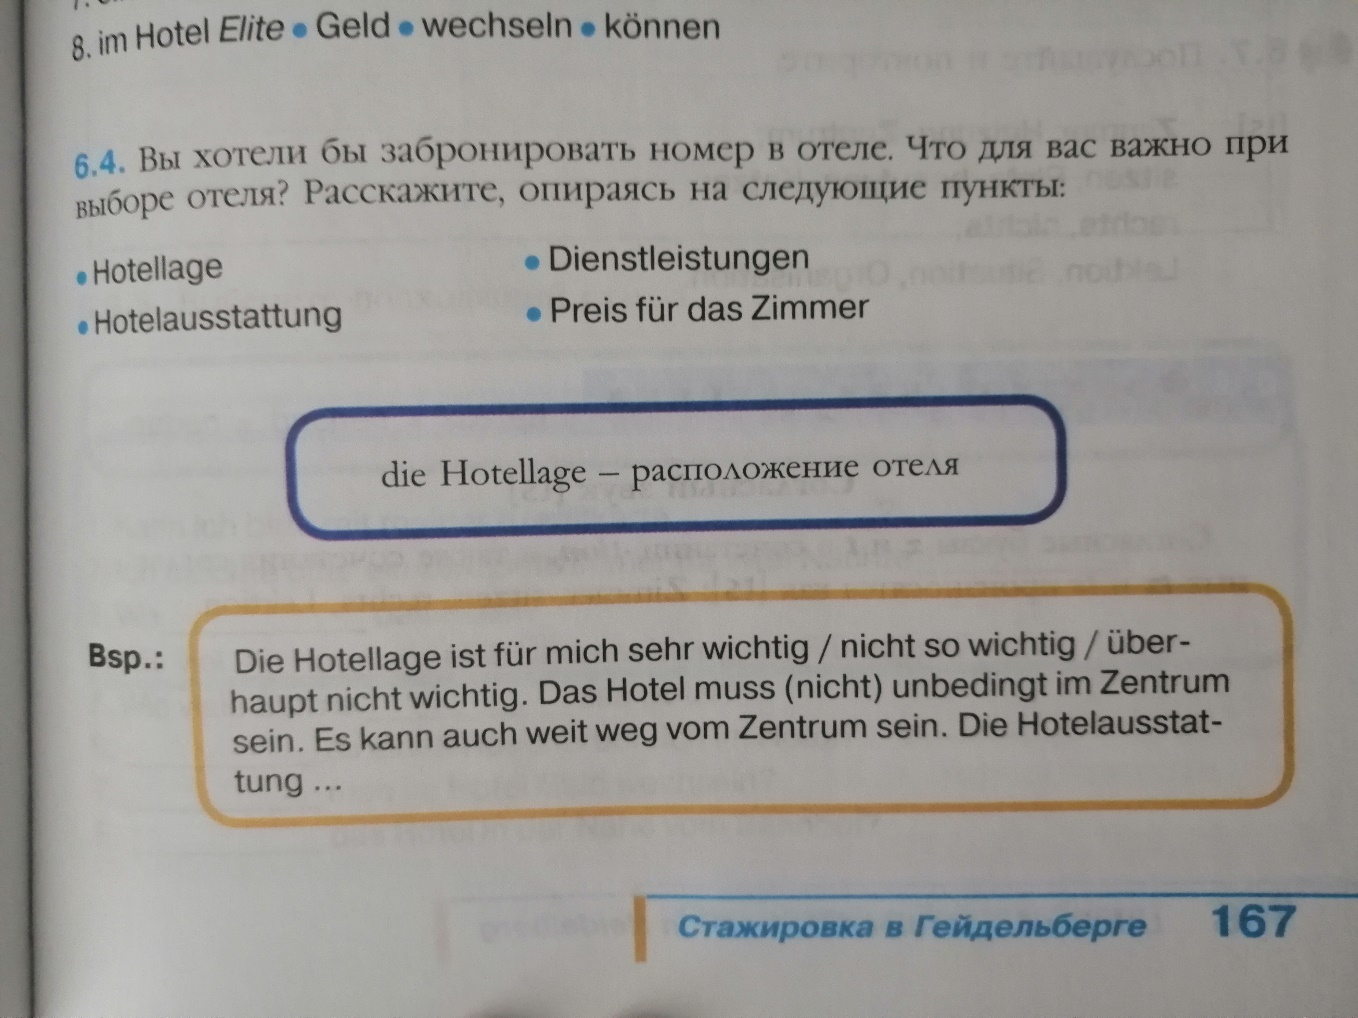 8. im Hotel Elite • Geld • wechseln • können
6.4. Вы хотели бы забронировать номер в отеле. Что для вас важно при
выборе отеля? Расскажите, опираясь на следующие пункты:
• Hotellage
• Dienstleistungen
• Hotelausstattung
• Preis für das Zimmer
die Hotellage – расположение отеля
Bsp.: Die Hotellage ist für mich sehr wichtig / nicht so wichtig / über-
haupt nicht wichtig. Das Hotel muss (nicht) unbedingt im Zentrum
sein. Es kann auch weit weg vom Zentrum sein. Die Hotelausstat-
tung ...
Стажировка в Гейдельберге 167